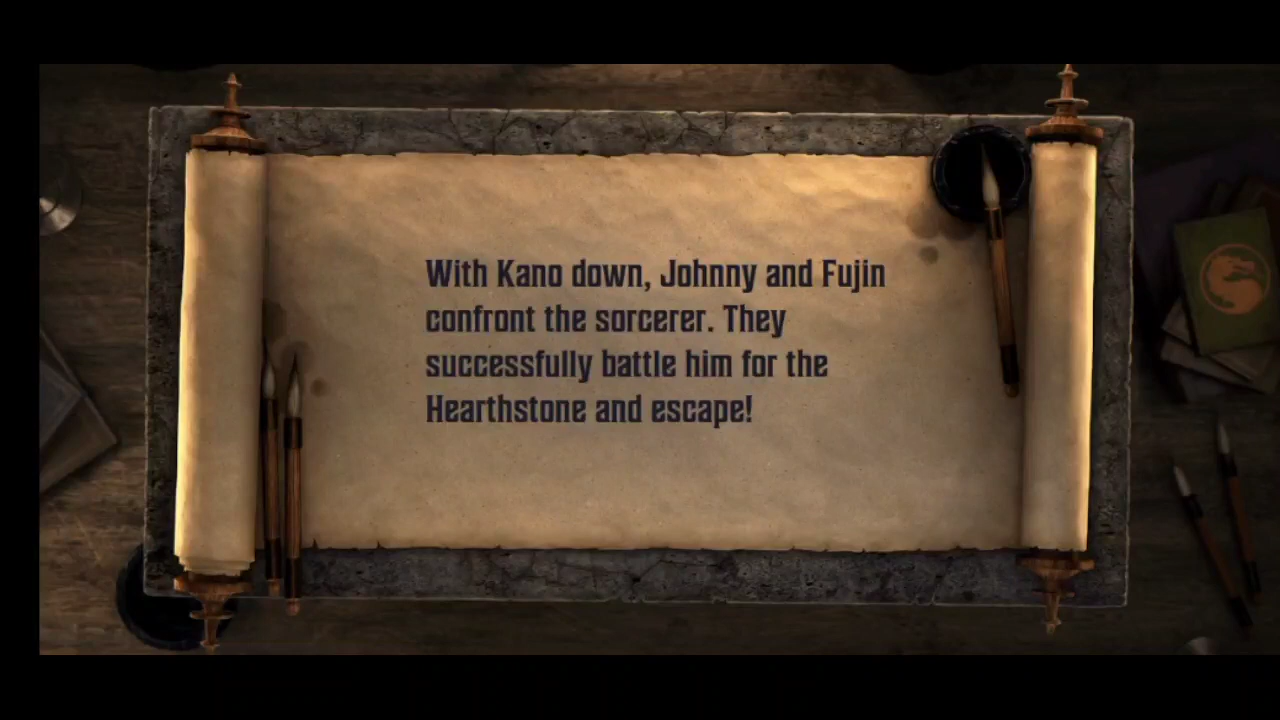 With Kano down, Johnny and Fujin
confront the sorcerer. They
successfully battle him for the
Hearthstone and escape!